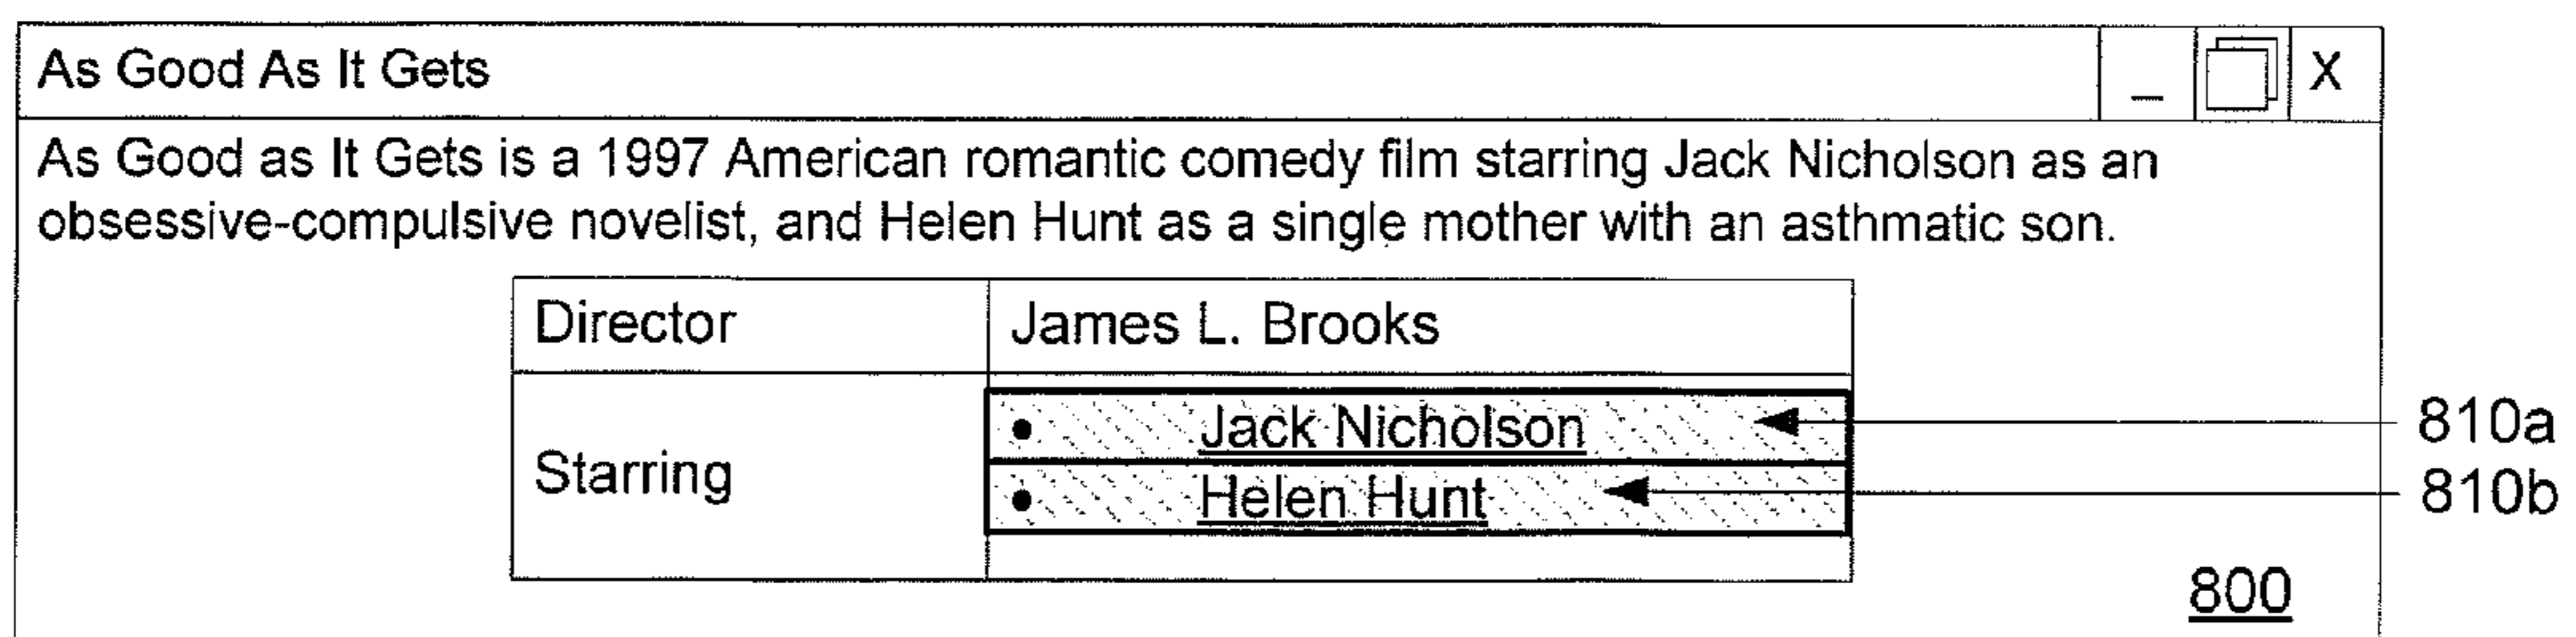 As Good As It Gets _ X
As Good as It Gets is a 1997 American romantic comedy film starring Jack Nicholson as an
obsessive-compulsive novelist, and Helen Hunt as a single mother with an asthmatic son.
Director James L. Brooks
Starring
• Jack Nicholson 810a
• Helen Hunt 810b
800